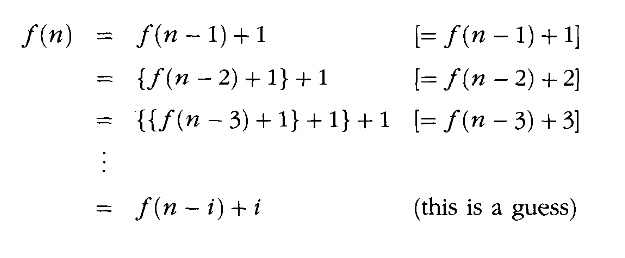 f(n) = f(n − 1) + 1 [= f(n − 1) + 1]
= {f(n − 2) + 1} + 1 [= f(n − 2) + 2]
= {{f(n − 3) + 1} + 1} + 1 [= f(n − 3) + 3]
⋮
= f(n − i) + i (this is a guess)